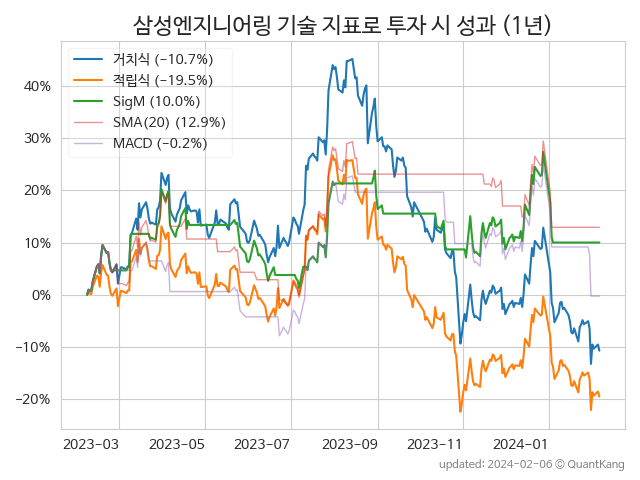 삼성엔지니어링 기술 지표로 투자 시 성과 (1년)
거치식 (−10.7%)
적립식 (−19.5%)
SigM (10.0%)
SMA(20) (12.9%)
MACD (−0.2%)
40%
30%
20%
10%
0%
−10%
−20%
2023-03
2023-05
2023-07
2023-09
2023-11
2024-01
updated: 2024-02-06 © QuantKang